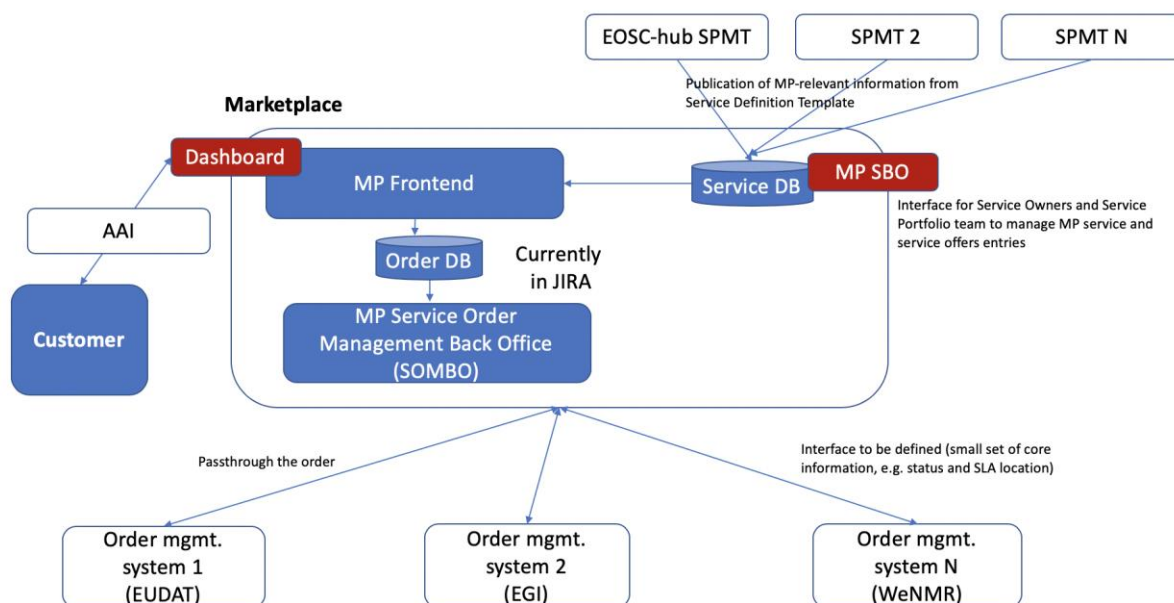 EOSC-hub SPMT
SPMT 2
SPMT N
Publication of MP-relevant information from
Service Definition Template
Marketplace
Dashboard
MP Frontend
Service DB
MP SBO
Interface for Service Owners and Service
Portfolio team to manage MP service and
service offers entries
AAI
Order DB
Currently
in JIRA
Customer
MP Service Order
Management Back Office
(SOMBO)
Passthrough the order
Interface to be defined (small set of core
information, e.g. status and SLA location)
Order mgmt.
system 1
(EUDAT)
Order mgmt.
system 2
(EGI)
Order mgmt.
system N
(WeNMR)